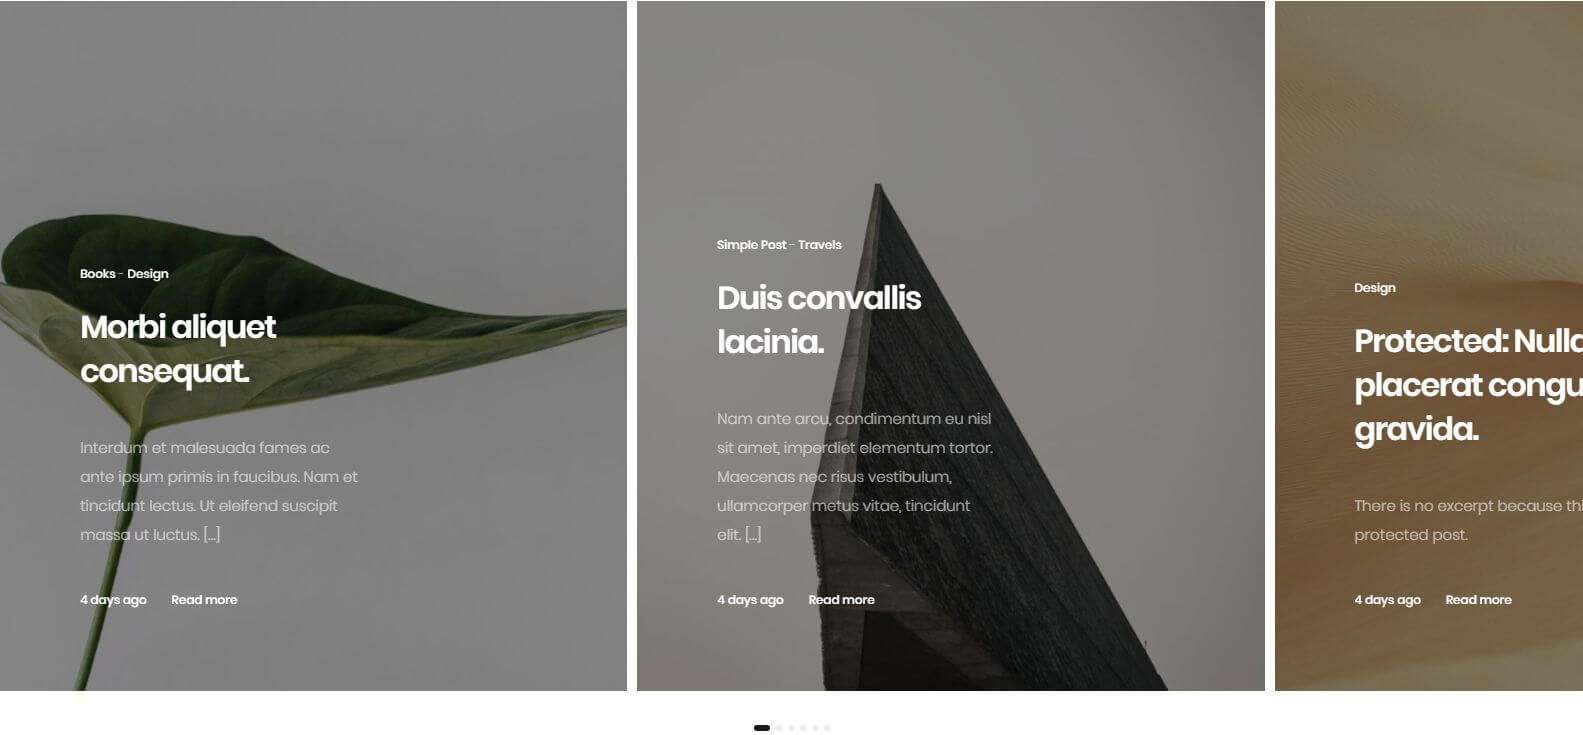 Books - Design
Morbi aliquet
consequat.
Interdum et malesuada fames ac
ante ipsum primis in faucibus. Nam et
tincidunt lectus. Ut eleifend suscipit
massa ut luctus. [...]
4 days ago Read more
Simple Post - Travels
Duis convallis
lacinia.
Nam ante arcu, condimentum eu nisl
sit amet, imperdiet elementum tortor.
Maecenas nec risus vestibulum,
ullamcorper metus vitae, tincidunt
elit. [...]
4 days ago Read more
Design
Protected: Nulla
placerat congu
gravida.
There is no excerpt because thi
protected post.
4 days ago Read more